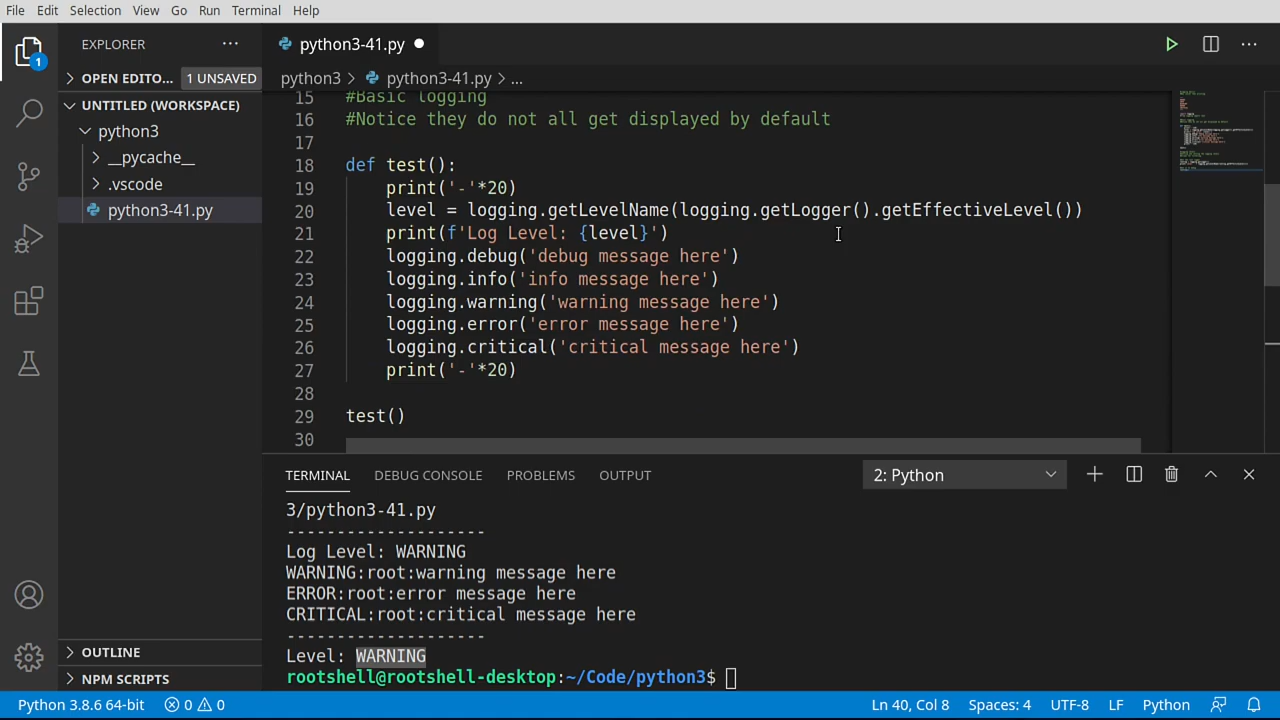 File Edit Selection View Go Run Terminal Help
EXPLORER ...
python3-41.py
1
OPEN EDITO... 1 UNSAVED
python3 > python3-41.py > ...
UNTITLED (WORKSPACE)
python3
__pycache__
.vscode
python3-41.py
15 #Basic logging
16 #Notice they do not all get displayed by default
17
18 def test():
19 print('-'*20)
20 level = logging.getLevelName(logging.getLogger().getEffectiveLevel())
21 print(f'Log Level: {level}')
22 logging.debug('debug message here')
23 logging.info('info message here')
24 logging.warning('warning message here')
25 logging.error('error message here')
26 logging.critical('critical message here')
27 print('-'*20)
28
29 test()
30
TERMINAL DEBUG CONSOLE PROBLEMS OUTPUT 2: Python
3/python3-41.py
--------------------
Log Level: WARNING
WARNING:root:warning message here
ERROR:root:error message here
CRITICAL:root:critical message here
--------------------
Level: WARNING
rootshell@rootshell-desktop:~/Code/python3$
OUTLINE
NPM SCRIPTS
Python 3.8.6 64-bit 0 0 Ln 40, Col 8 Spaces: 4 UTF-8 LF Python